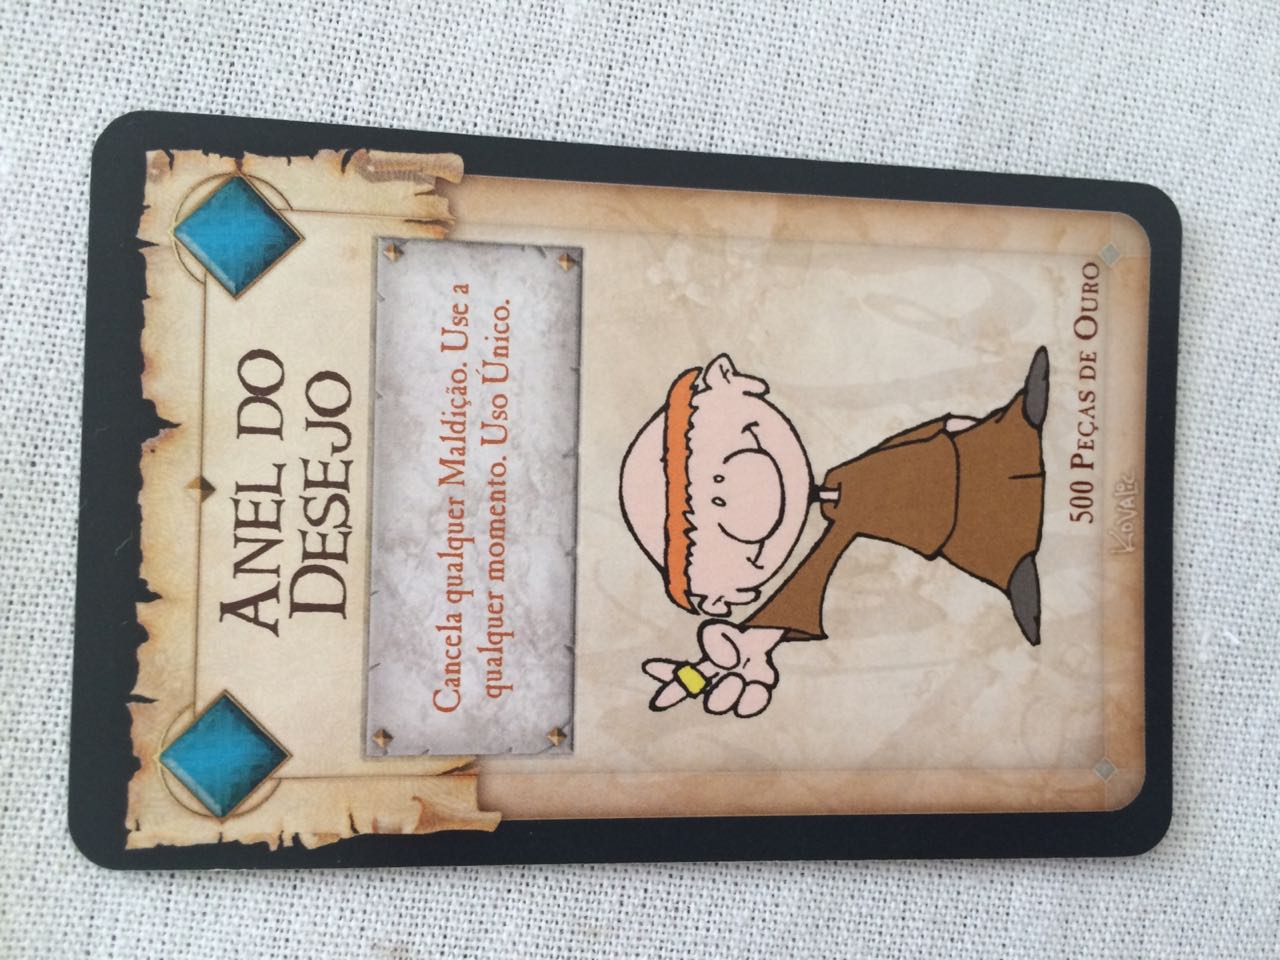 ANEL DO
DESEJO
Cancela qualquer Maldição. Use a
qualquer momento. Uso Único.
500 PEÇAS DE OURO
KOVALIC